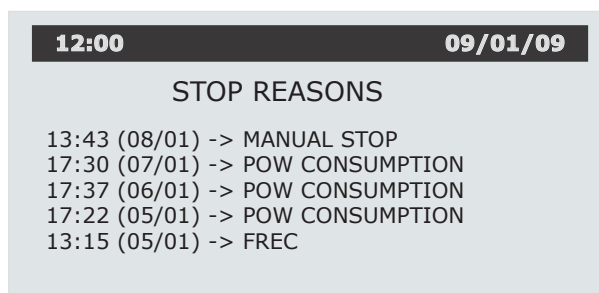 12:00 09/01/09
STOP REASONS
13:43 (08/01) -> MANUAL STOP
17:30 (07/01) -> POW CONSUMPTION
17:37 (06/01) -> POW CONSUMPTION
17:22 (05/01) -> POW CONSUMPTION
13:15 (05/01) -> FREC